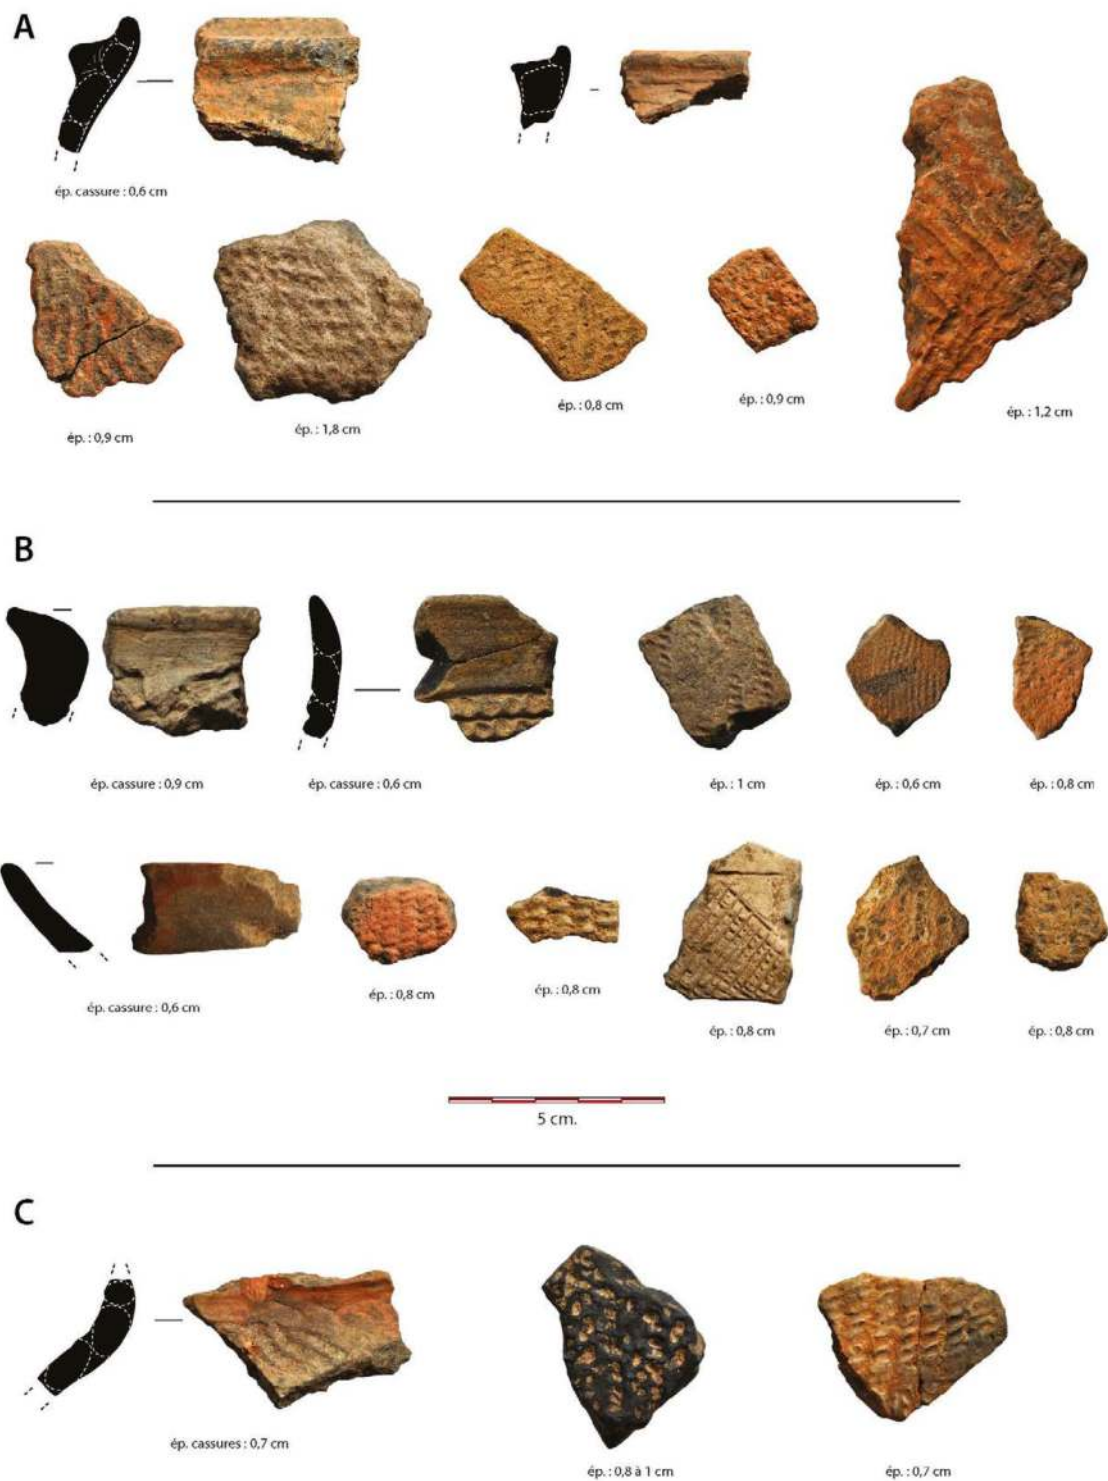 A
ép. cassure : 0,6 cm
ép. : 0,9 cm
ép. : 1,8 cm
ép. : 0,8 cm
ép. : 0,9 cm
ép. : 1,2 cm
B
ép. cassure : 0,9 cm
ép. cassure : 0,6 cm
ép. : 1 cm
ép. : 0,6 cm
ép. : 0,8 cm
ép. cassure : 0,6 cm
ép. : 0,8 cm
ép. : 0,8 cm
ép. : 0,8 cm
ép. : 0,7 cm
ép. : 0,8 cm
5 cm.
C
ép. cassures : 0,7 cm
ép. : 0,8 à 1 cm
ép. : 0,7 cm